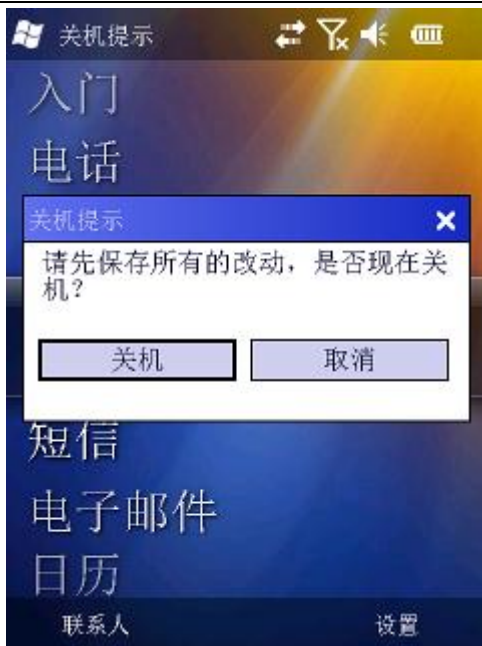 关机提示
入门
电话
关机提示
请先保存所有的改动，是否现在关
机？
关机 取消
短信
电子邮件
日历
联系人 设置